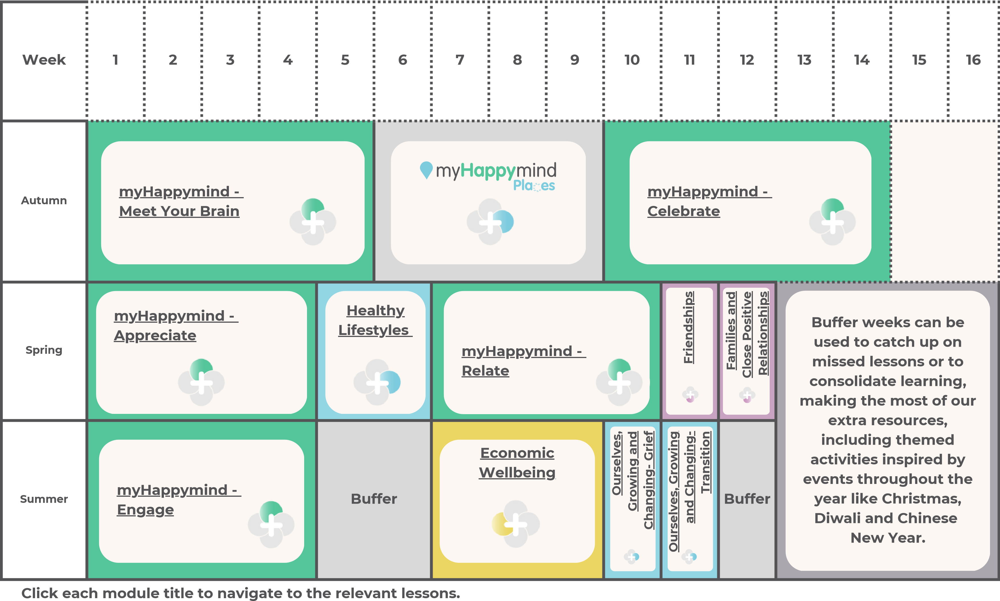 Week 1 2 3 4 5 6 7 8 9 10 11 12 13 14 15 16
Autumn
myHappymind -
Meet Your Brain
myHappymind
Places
myHappymind -
Celebrate
Spring
myHappymind -
Appreciate
Healthy
Lifestyles
myHappymind -
Relate
Friendships
Families and
Close Positive
Relationships
Summer
myHappymind -
Engage
Buffer
Economic
Wellbeing
Ourselves,
Growing and
Changing- Grief
Ourselves, Growing
and Changing-
Transition
Buffer
Buffer weeks can be
used to catch up on
missed lessons or to
consolidate learning,
making the most of our
extra resources,
including themed
activities inspired by
events throughout the
year like Christmas,
Diwali and Chinese
New Year.
Click each module title to navigate to the relevant lessons.